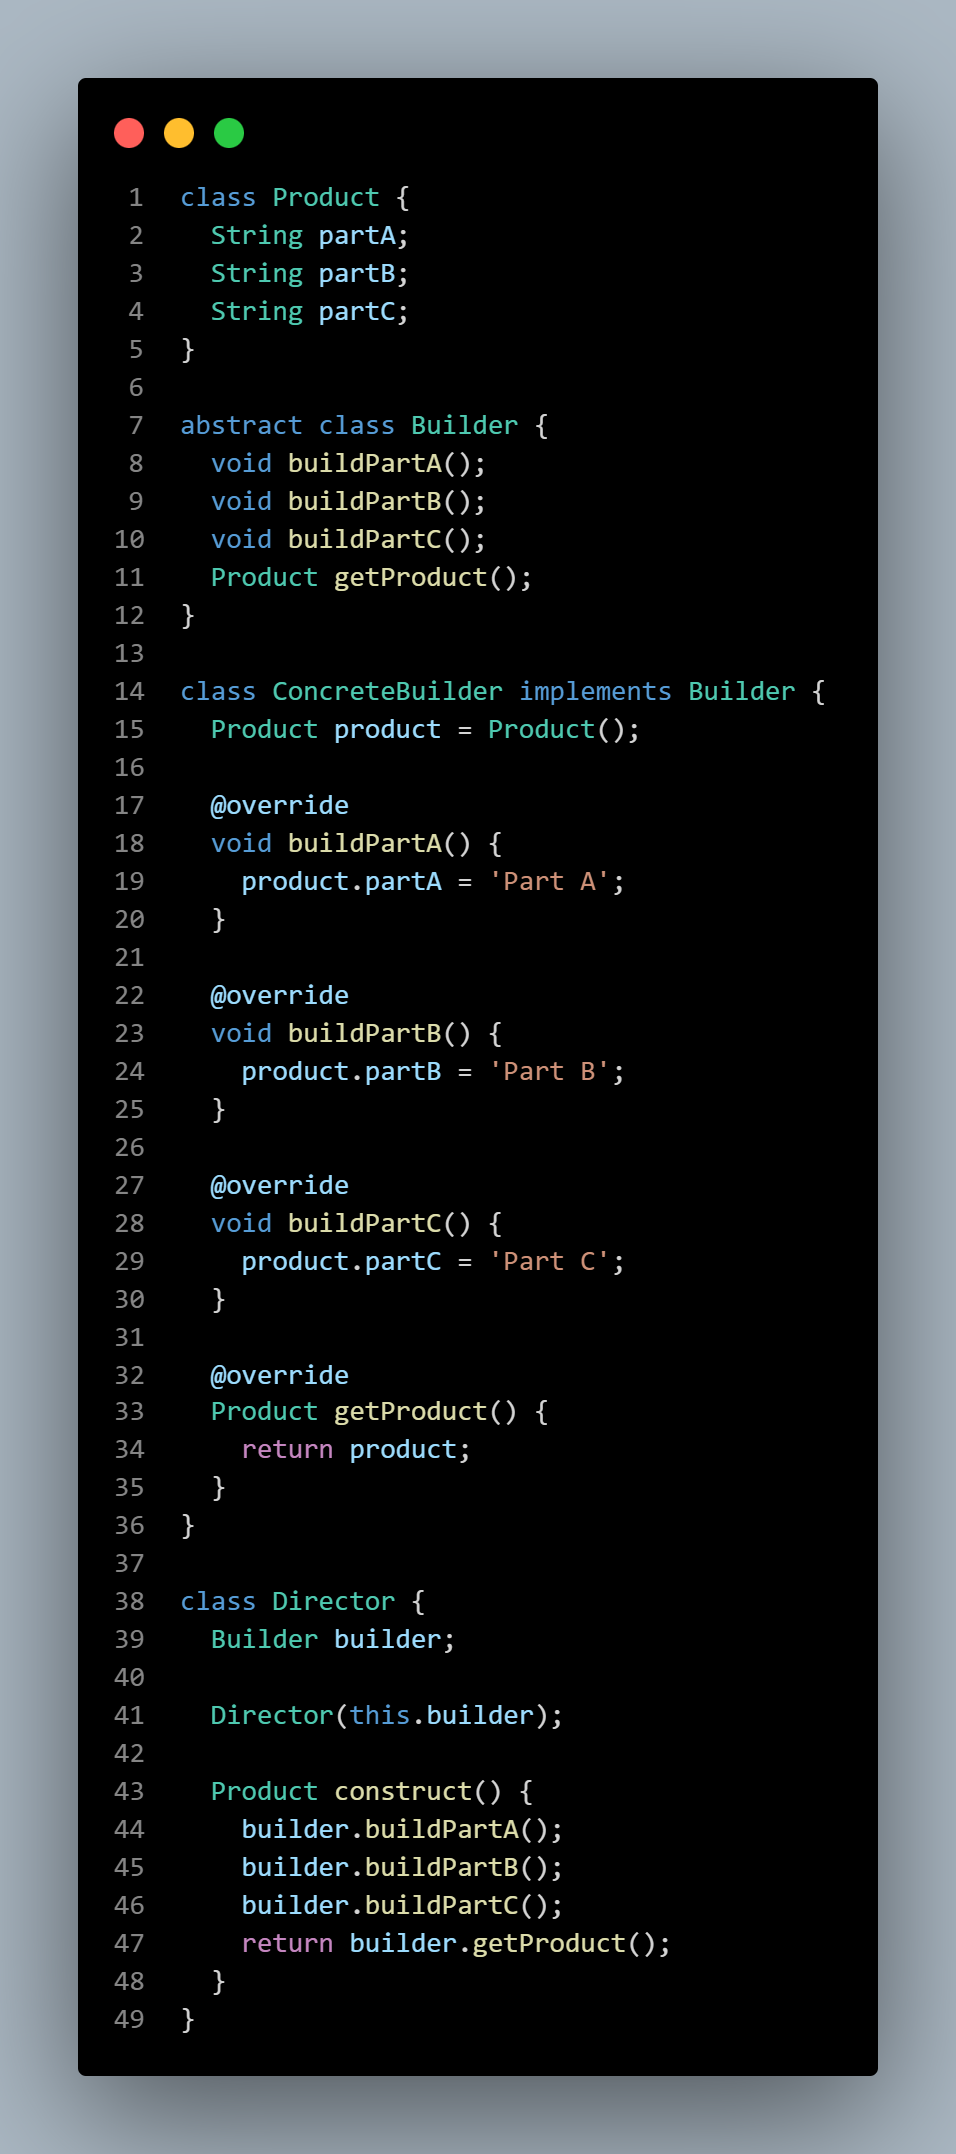 1 class Product {
2   String partA;
3   String partB;
4   String partC;
5 }
6
7 abstract class Builder {
8   void buildPartA();
9   void buildPartB();
10   void buildPartC();
11   Product getProduct();
12 }
13
14 class ConcreteBuilder implements Builder {
15   Product product = Product();
16
17   @override
18   void buildPartA() {
19     product.partA = 'Part A';
20   }
21
22   @override
23   void buildPartB() {
24     product.partB = 'Part B';
25   }
26
27   @override
28   void buildPartC() {
29     product.partC = 'Part C';
30   }
31
32   @override
33   Product getProduct() {
34     return product;
35   }
36 }
37
38 class Director {
39   Builder builder;
40
41   Director(this.builder);
42
43   Product construct() {
44     builder.buildPartA();
45     builder.buildPartB();
46     builder.buildPartC();
47     return builder.getProduct();
48   }
49 }